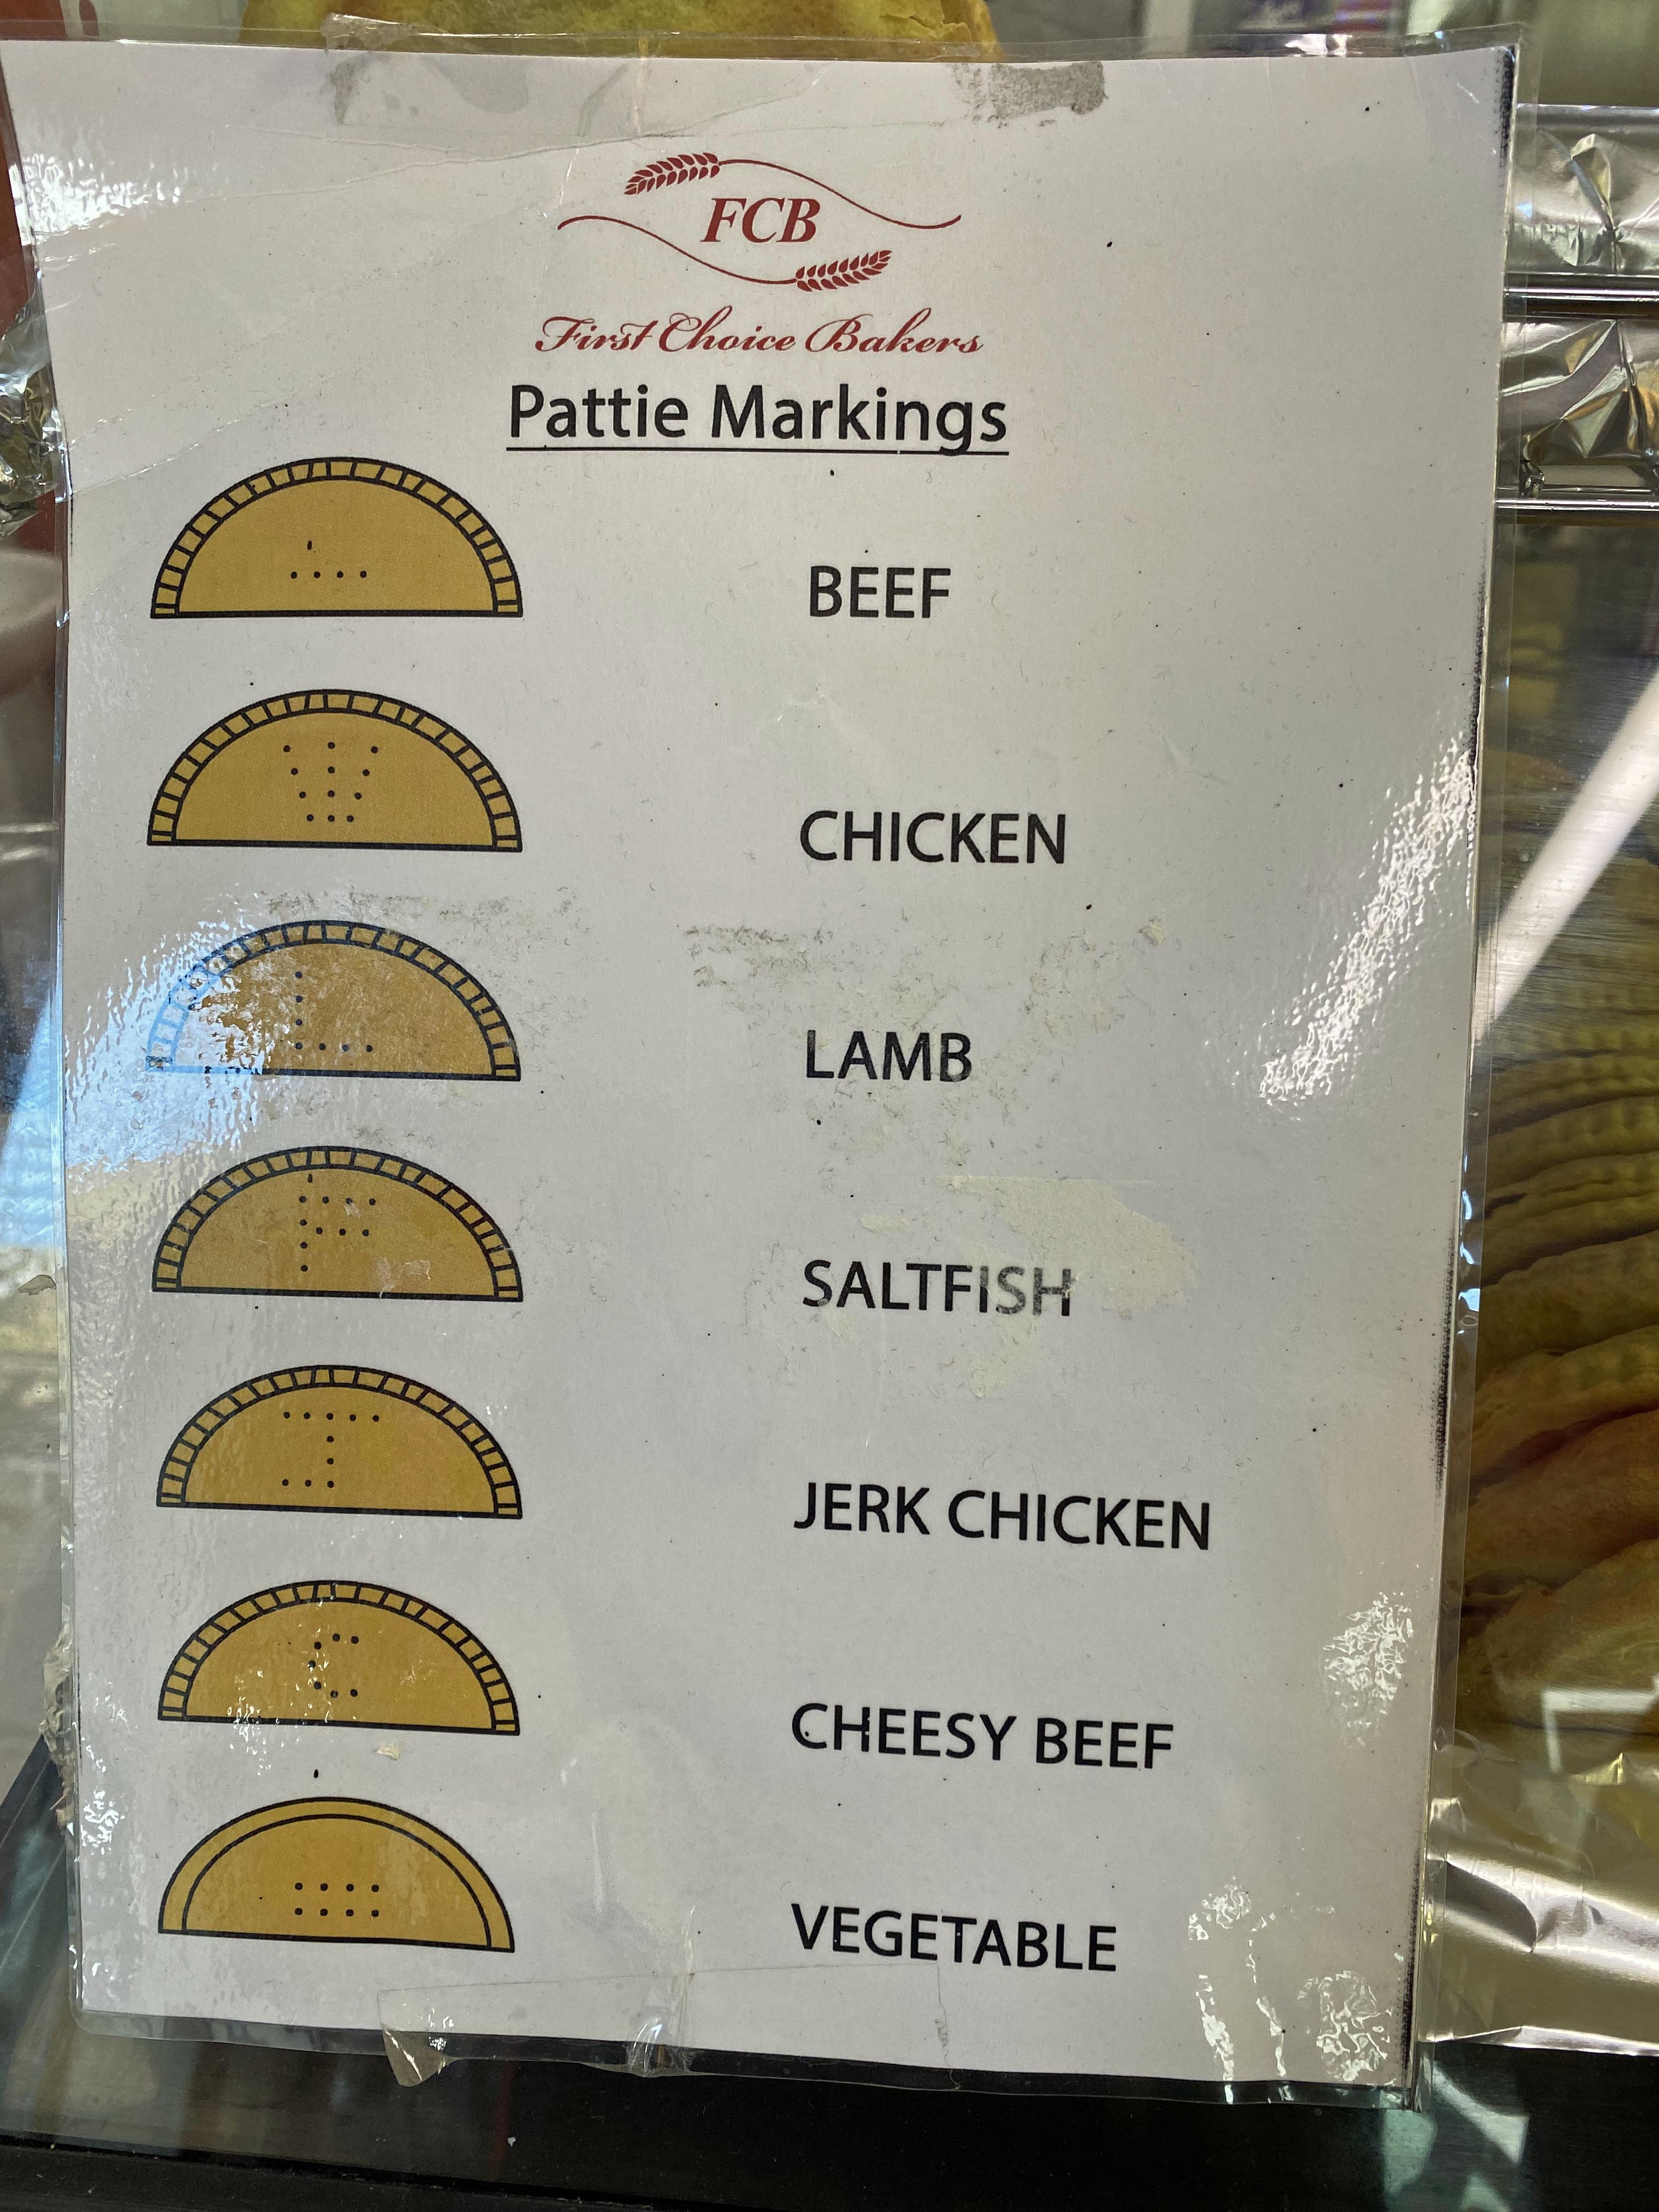 FCB
First Choice Bakers
Pattie Markings
BEEF
CHICKEN
LAMB
SALTFISH
JERK CHICKEN
CHEESY BEEF
VEGETABLE